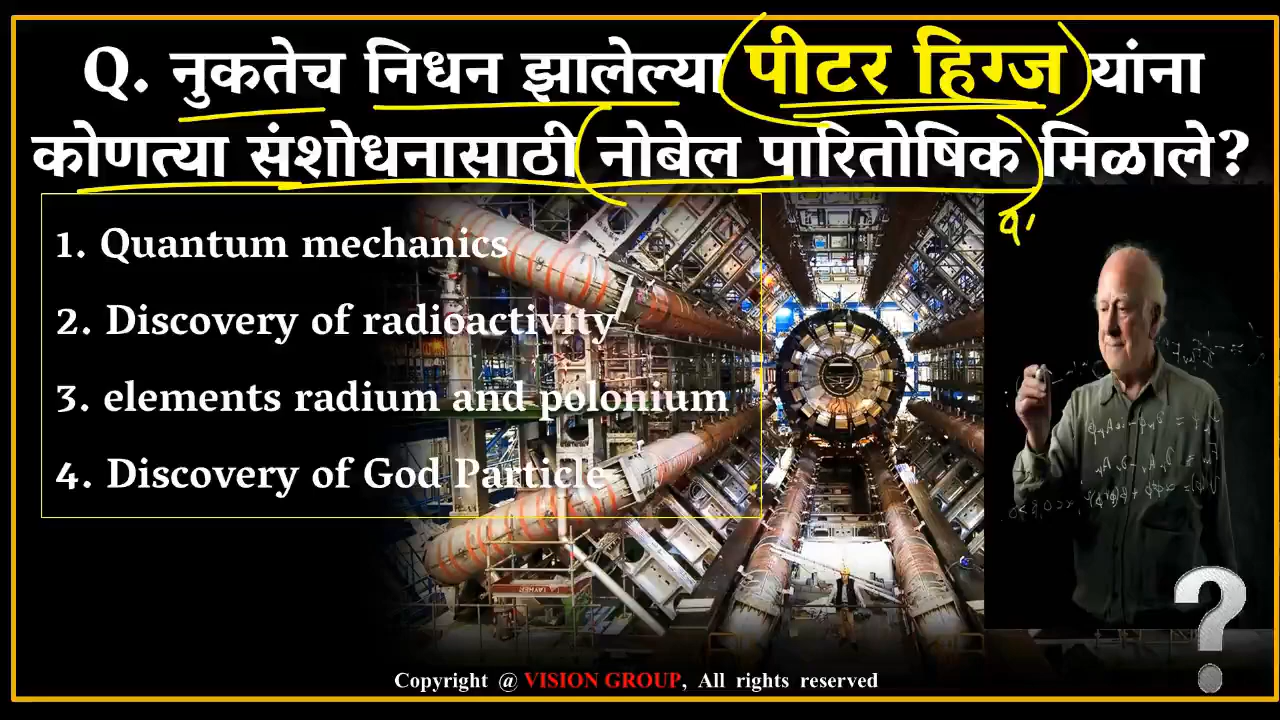 Q. नुकतेच निधन झालेल्या पीटर हिग्ज यांना
कोणत्या संशोधनासाठी नोबेल पारितोषिक मिळाले?
1. Quantum mechanics
2. Discovery of radioactivity
3. elements radium and polonium
4. Discovery of God Particle
LAYHER
?
Copyright @ VISION GROUP, All rights reserved